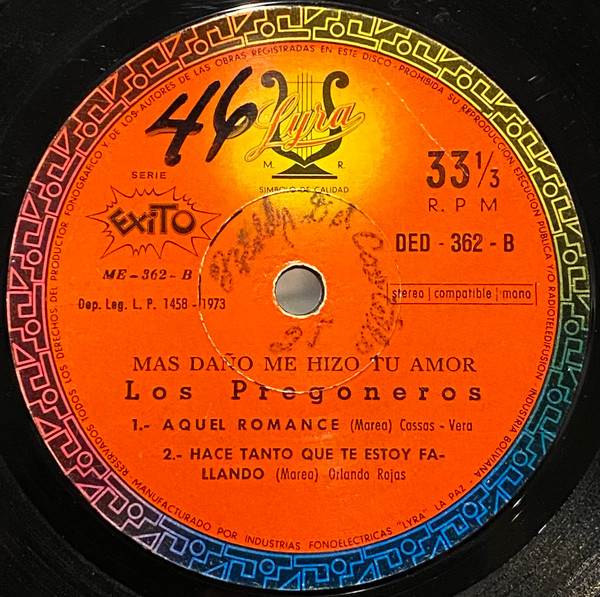 RESERVADOS TODOS LOS DERECHOS DEL PRODUCTOR FONOGRAFICO Y DE LOS AUTORES DE LAS OBRAS REGISTRADAS EN ESTE DISCO - PROHIBIDA SU REPRODUCCION, EJECUCION PUBLICA Y/O RADIOTELEDIFUSION - INDUSTRIA BOLIVIANA
46
Lyra
M. R.
SIMBOLO DE CALIDAD
SERIE
EXITO
ME-362-B
Dep. Leg. L. P. 1458-1973
33 1/3
R. P M
DED - 362 - B
stereo | compatible | mono
MAS DAÑO ME HIZO TU AMOR
Los Pregoneros
1.- AQUEL ROMANCE (Marea) Cassas - Vera
2.- HACE TANTO QUE TE ESTOY FA-
LLANDO (Marea) Orlando Rojas
MANUFACTURADO POR INDUSTRIAS FONOELECTRICAS "LYRA" LA PAZ -